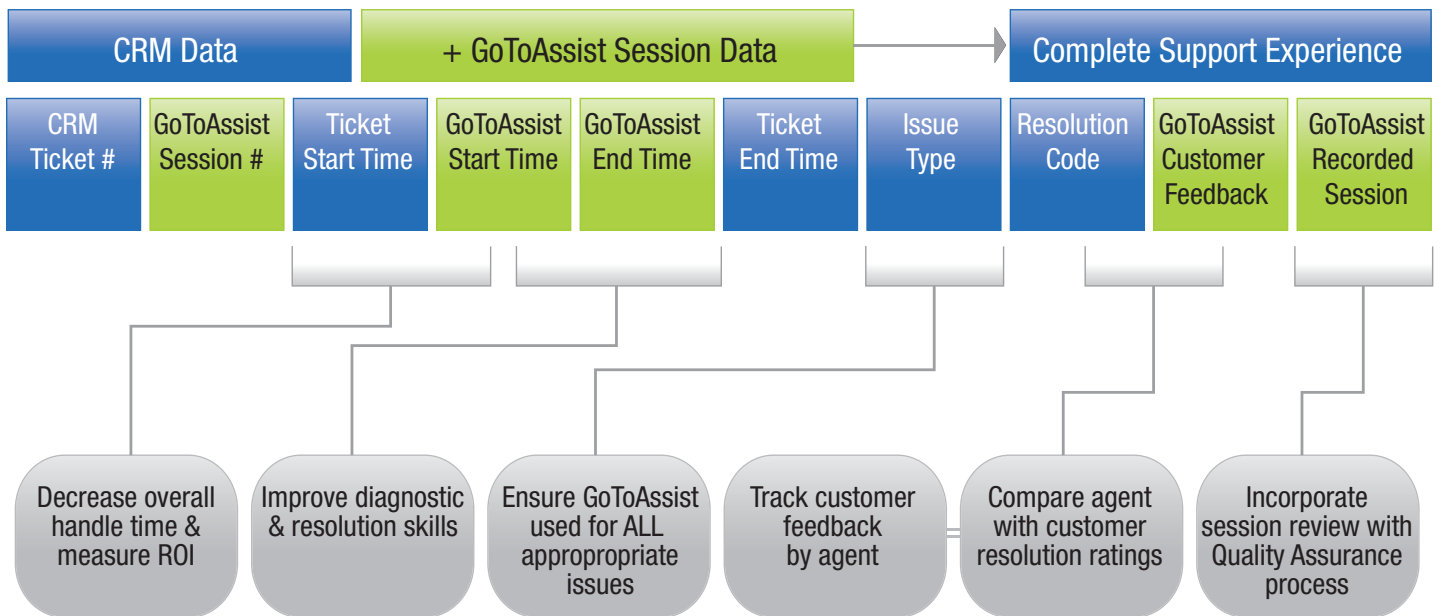 CRM Data
+ GoToAssist Session Data
Complete Support Experience
CRM
Ticket #
GoToAssist
Session #
Ticket
Start Time
GoToAssist
Start Time
GoToAssist
End Time
Ticket
End Time
Issue
Type
Resolution
Code
GoToAssist
Customer
Feedback
GoToAssist
Recorded
Session
Decrease overall
handle time &
measure ROI
Improve diagnostic
& resolution skills
Ensure GoToAssist
used for ALL
appropropriate
issues
Track customer
feedback
by agent
Compare agent
with customer
resolution ratings
Incorporate
session review with
Quality Assurance
process